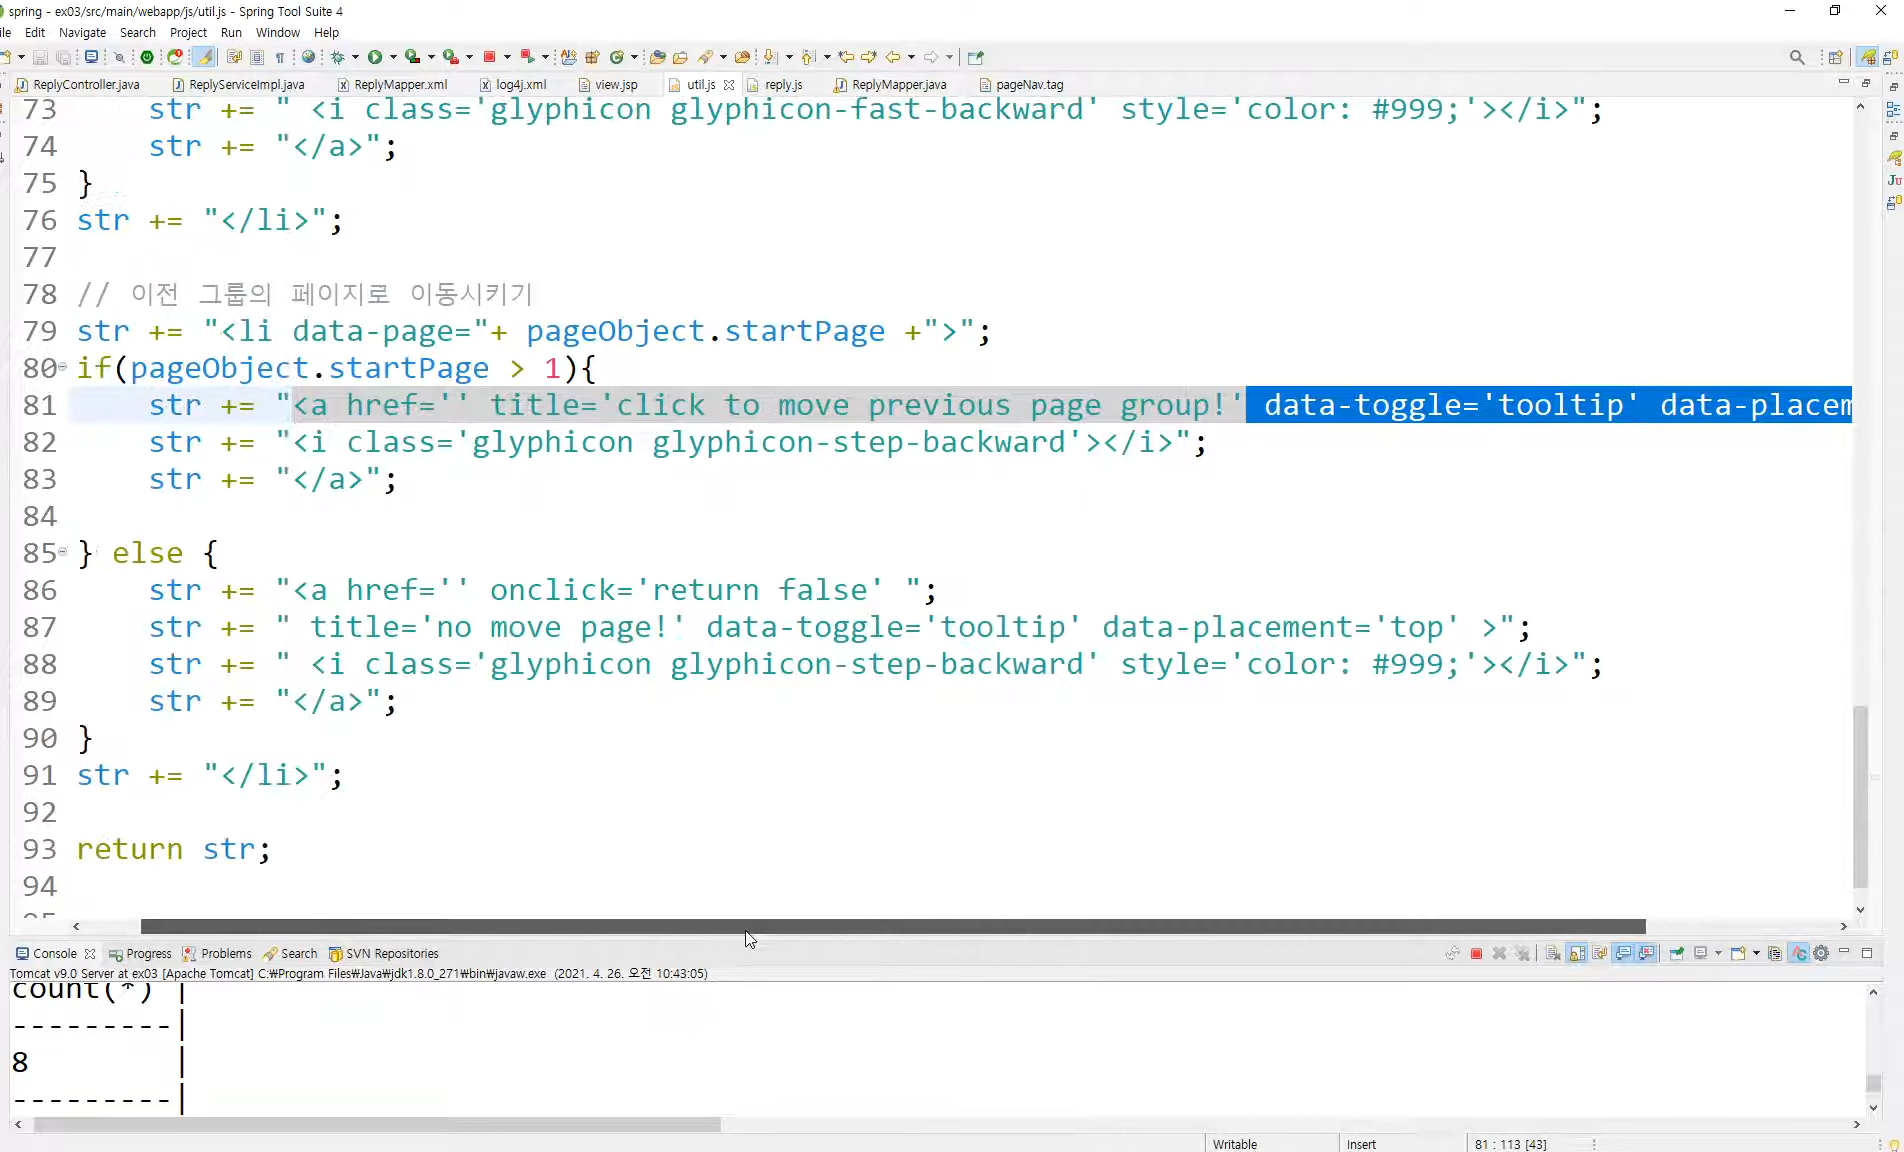 spring - ex03/src/main/webapp/js/util.js - Spring Tool Suite 4
Edit Navigate Search Project Run Window Help
ReplyController.java ReplyServiceImpl.java ReplyMapper.xml log4j.xml view.jsp util.js reply.js ReplyMapper.java pageNav.tag
73 str += " <i class='glyphicon glyphicon-fast-backward' style='color: #999;'></i>";
74 str += "</a>";
75 }
76 str += "</li>";
77
78 // 이전 그룹의 페이지로 이동시키기
79 str += "<li data-page="+ pageObject.startPage +">";
80 if(pageObject.startPage > 1){
81 str += "<a href='' title='click to move previous page group!' data-toggle='tooltip' data-placem
82 str += "<i class='glyphicon glyphicon-step-backward'></i>";
83 str += "</a>";
84
85 } else {
86 str += "<a href='' onclick='return false' ";
87 str += " title='no move page!' data-toggle='tooltip' data-placement='top' >";
88 str += " <i class='glyphicon glyphicon-step-backward' style='color: #999;'></i>";
89 str += "</a>";
90 }
91 str += "</li>";
92
93 return str;
94
Console Progress Problems Search SVN Repositories
Tomcat v9.0 Server at ex03 [Apache Tomcat] C:₩Program Files₩Java₩jdk1.8.0_271₩bin₩javaw.exe (2021. 4. 26. 오전 10:43:05)
count(*) |
---------|
8 |
---------|
Writable Insert 81 : 113 [43]